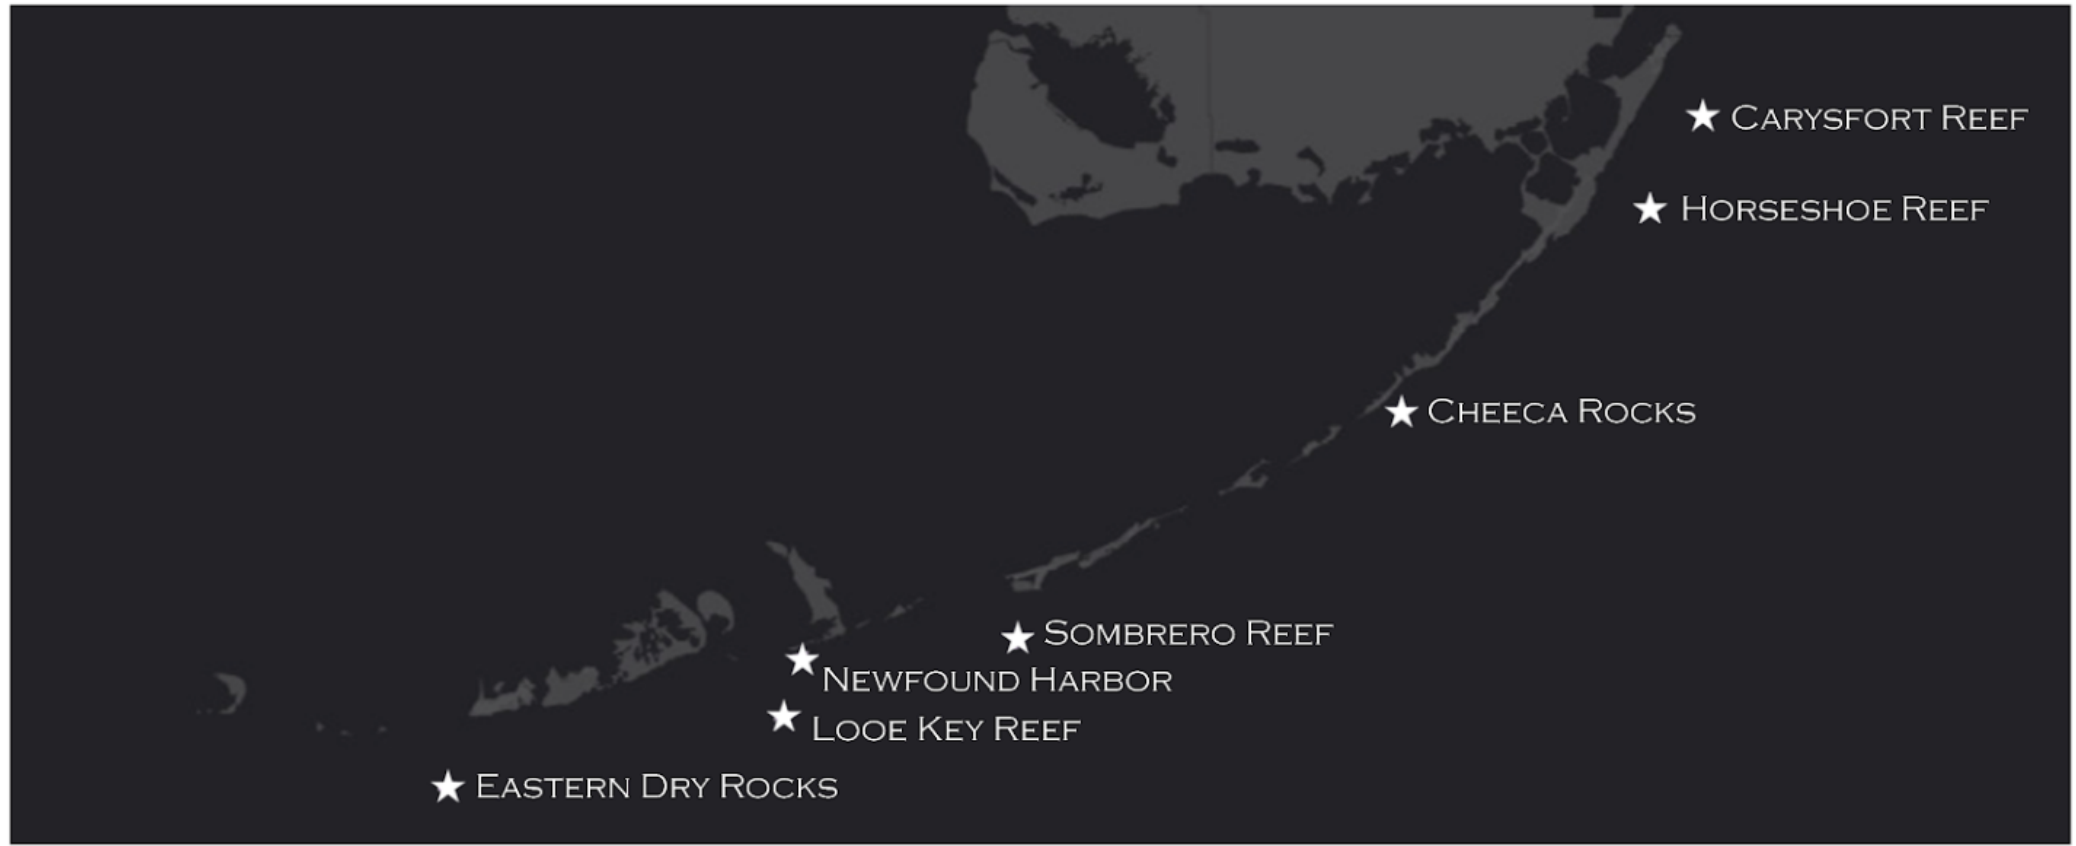 Carysfort Reef
Horseshoe Reef
Cheeca Rocks
Sombrero Reef
Newfound Harbor
Looe Key Reef
Eastern Dry Rocks